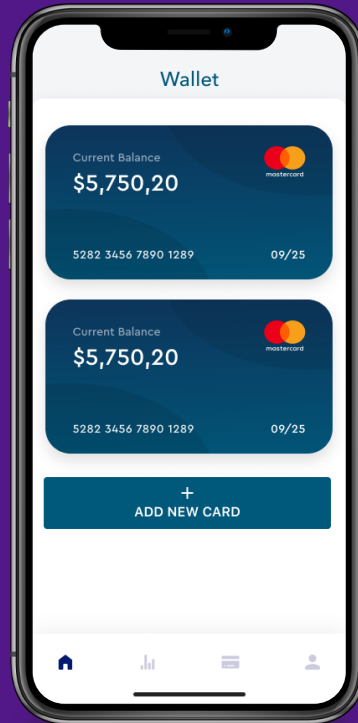 Wallet
Current Balance
$5,750,20
mastercard
5282 3456 7890 1289 09/25
Current Balance
$5,750,20
mastercard
5282 3456 7890 1289 09/25
+
ADD NEW CARD